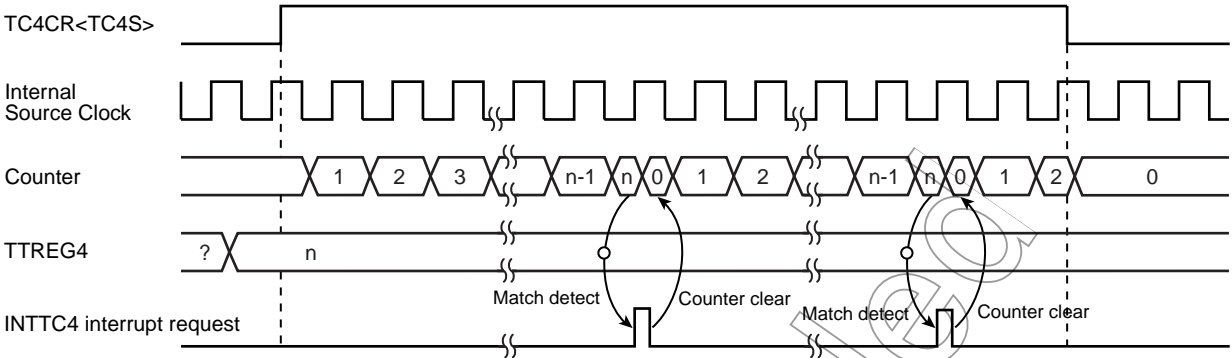 TC4CR<TC4S>
Internal
Source Clock
Counter 1 2 3 n-1 n 0 1 2 n-1 n 0 1 2 0
TTREG4 ? n
Match detect Counter clear Match detect Counter clear
INTTC4 interrupt request